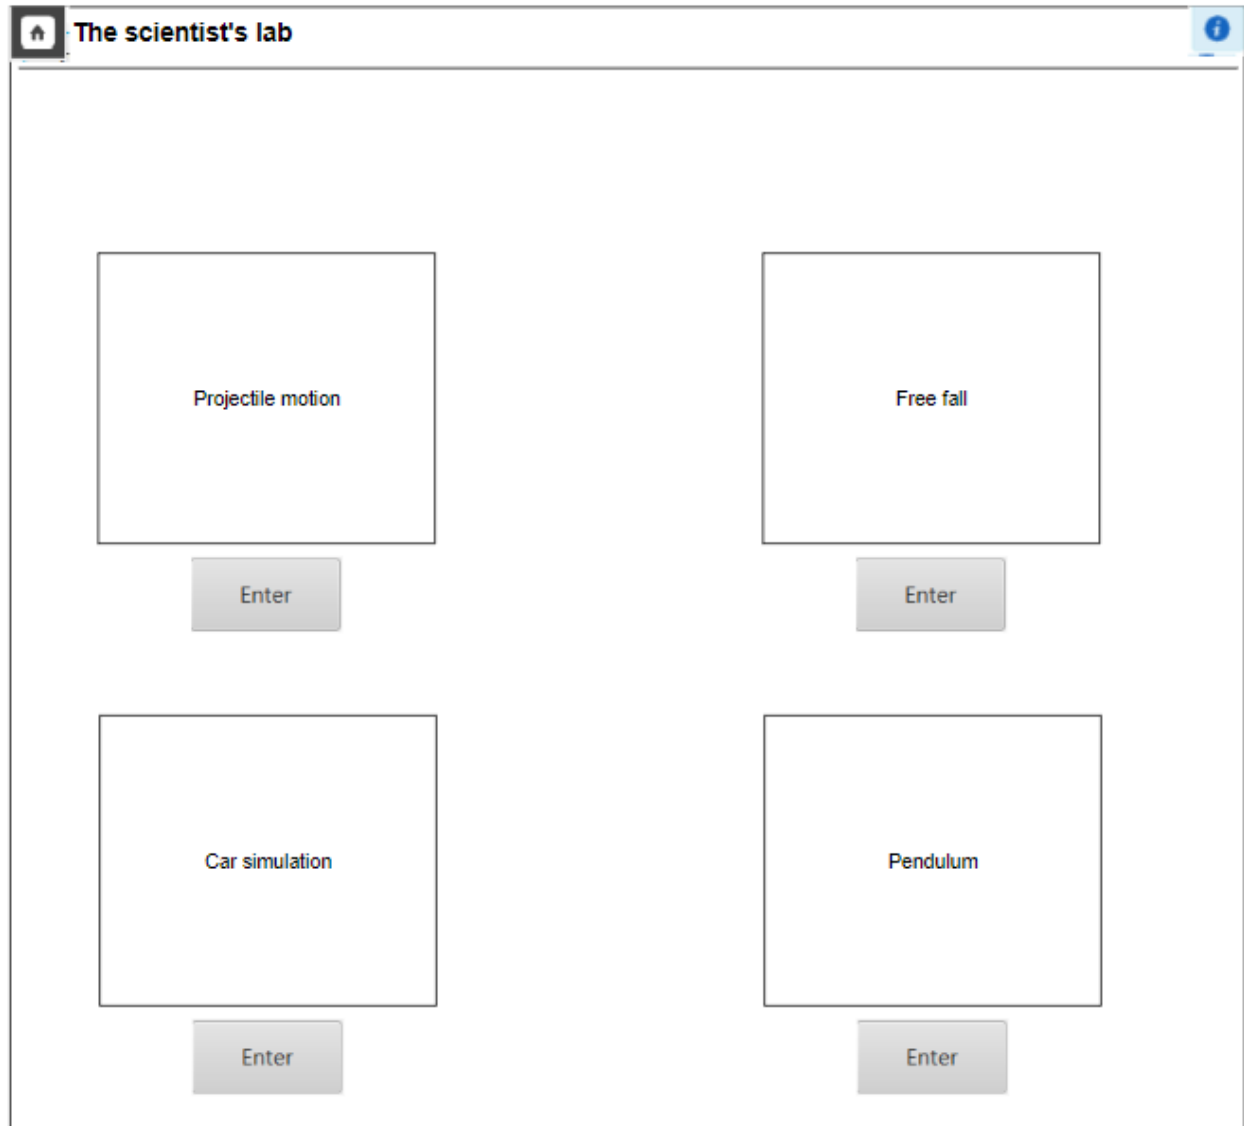 The scientist's lab
Projectile motion
Free fall
Enter
Enter
Car simulation
Pendulum
Enter
Enter